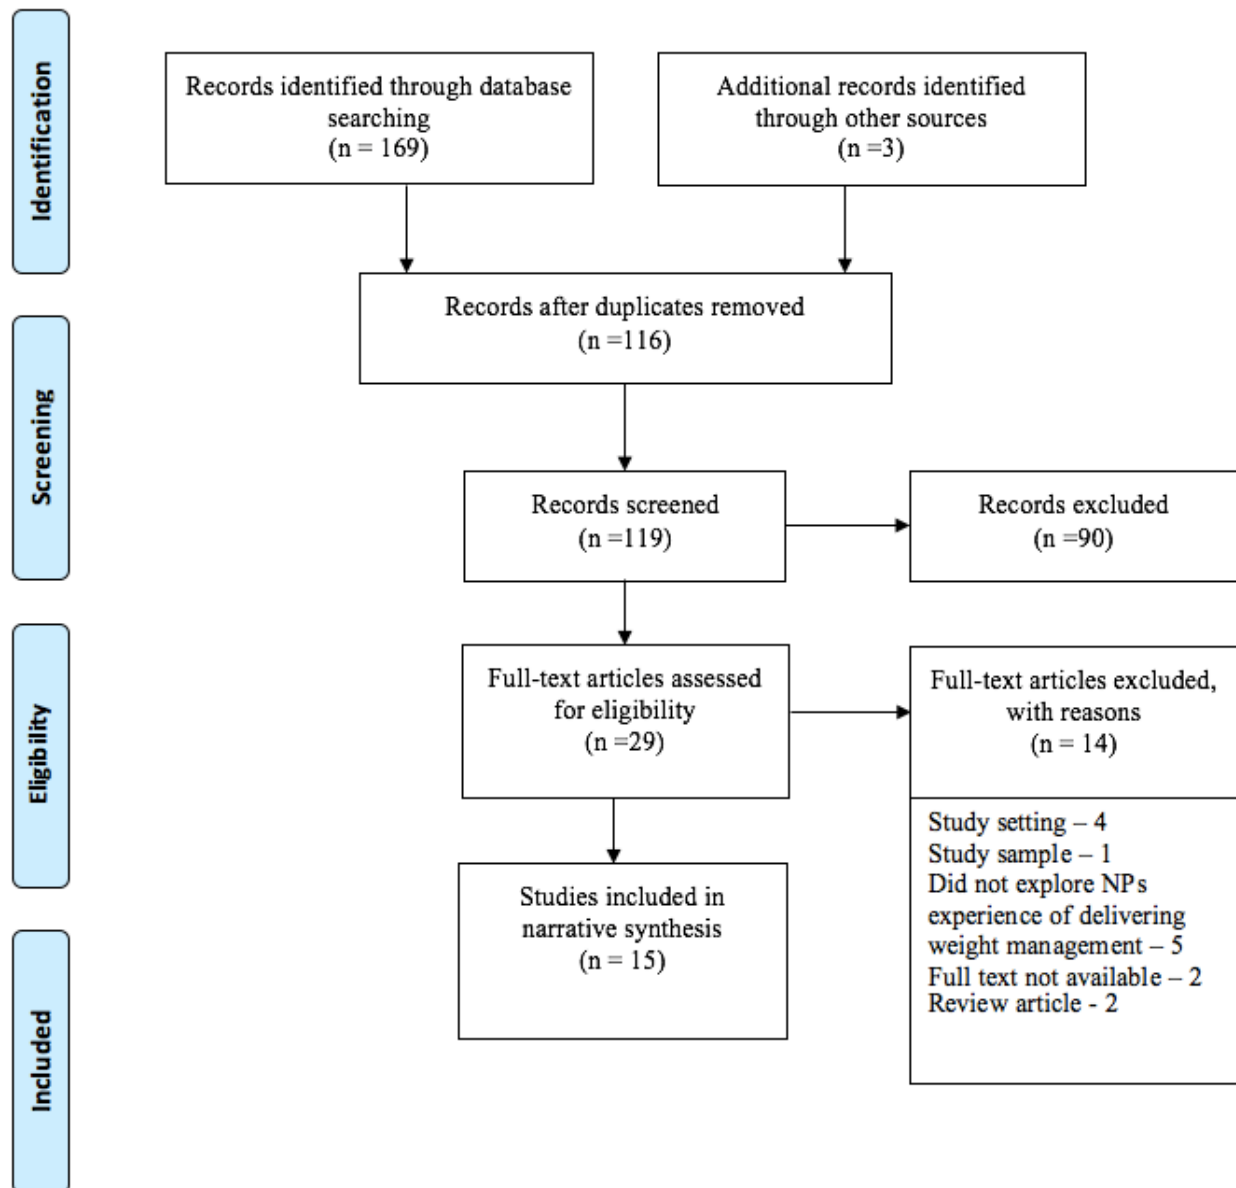 Identification
Records identified through database
searching
(n = 169)
Additional records identified
through other sources
(n =3)
Records after duplicates removed
(n =116)
Screening
Records screened
(n =119)
Records excluded
(n =90)
Eligibility
Full-text articles assessed
for eligibility
(n =29)
Full-text articles excluded,
with reasons
(n = 14)
Study setting – 4
Study sample – 1
Did not explore NPs
experience of delivering
weight management – 5
Full text not available – 2
Review article - 2
Included
Studies included in
narrative synthesis
(n = 15)